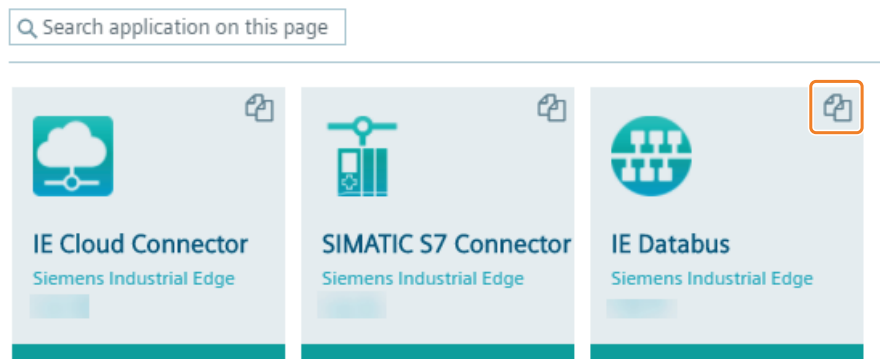 Search application on this page
IE Cloud Connector
Siemens Industrial Edge
SIMATIC S7 Connector
Siemens Industrial Edge
IE Databus
Siemens Industrial Edge